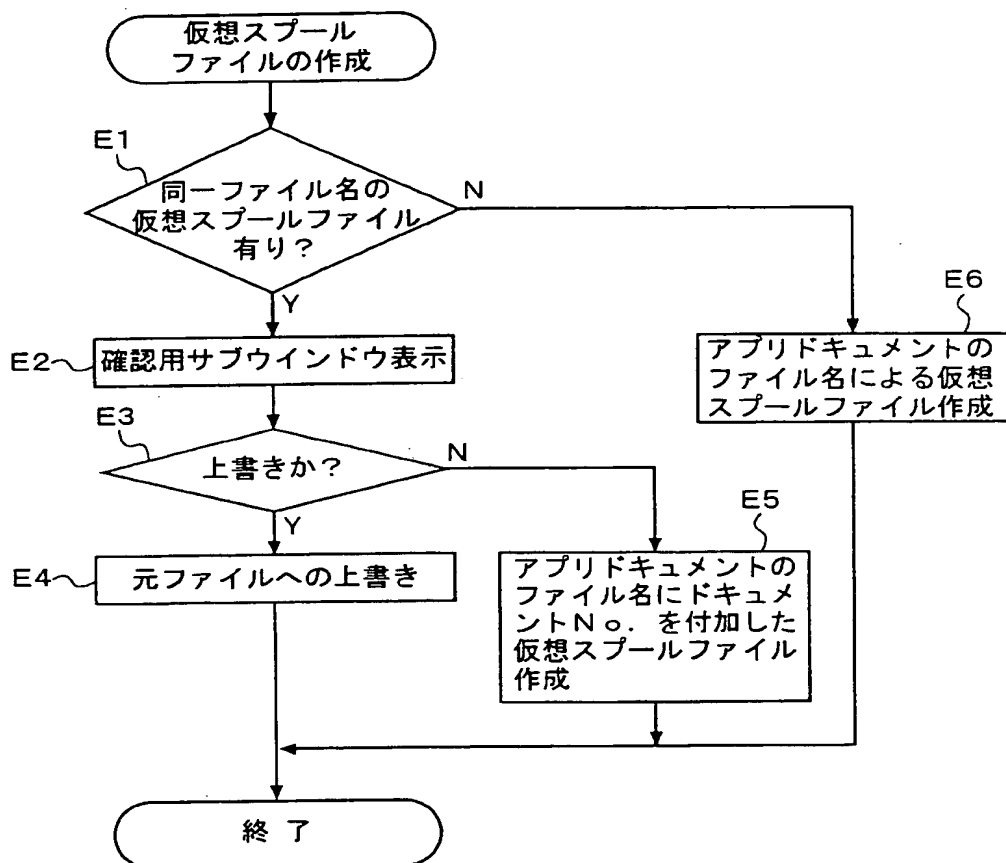 仮想スプール
ファイルの作成
E1
同一ファイル名の
仮想スプールファイル
有り？
N
Y
E2
確認用サブウインドウ表示
E3
上書きか？
N
Y
E4
元ファイルへの上書き
E5
アプリドキュメントの
ファイル名にドキュメ
ントＮｏ．を付加した
仮想スプールファイル
作成
E6
アプリドキュメントの
ファイル名による仮想
スプールファイル作成
終了